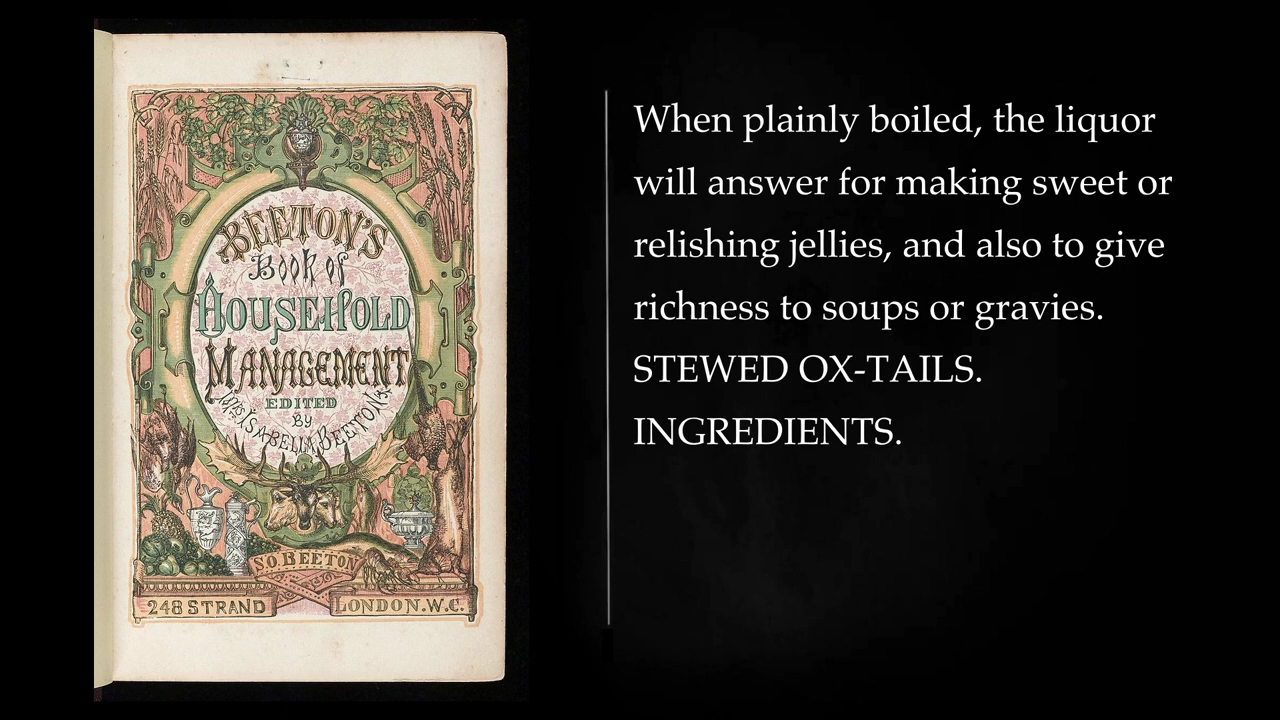 BEETON'S
Book of
HOUSEHOLD
MANAGEMENT
EDITED
BY
MRS ISABELLA BEETON
S.O. BEETON
248 STRAND
LONDON. W.C.
When plainly boiled, the liquor
will answer for making sweet or
relishing jellies, and also to give
richness to soups or gravies.
STEWED OX-TAILS.
INGREDIENTS.